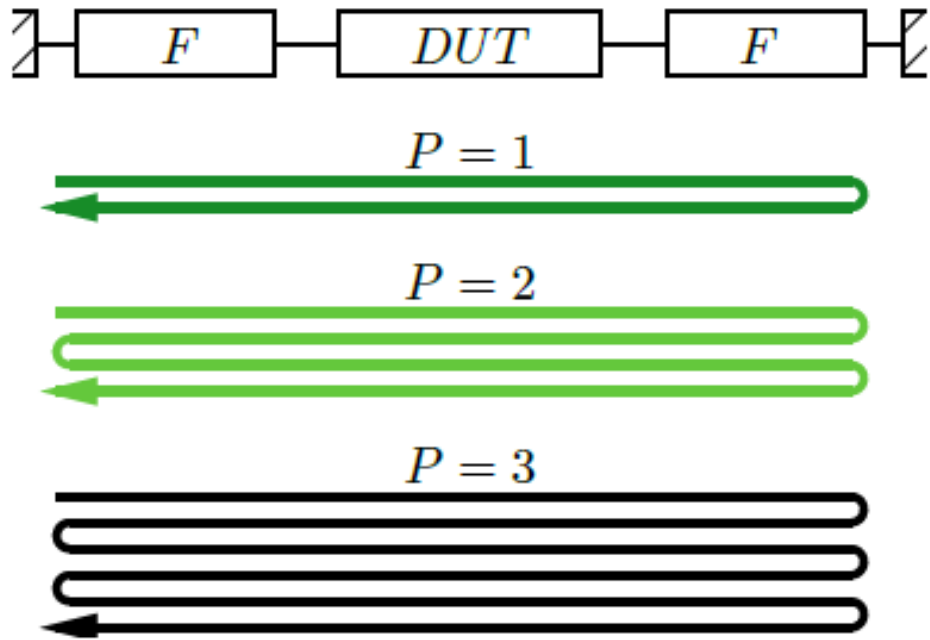 F DUT F
P = 1
P = 2
P = 3